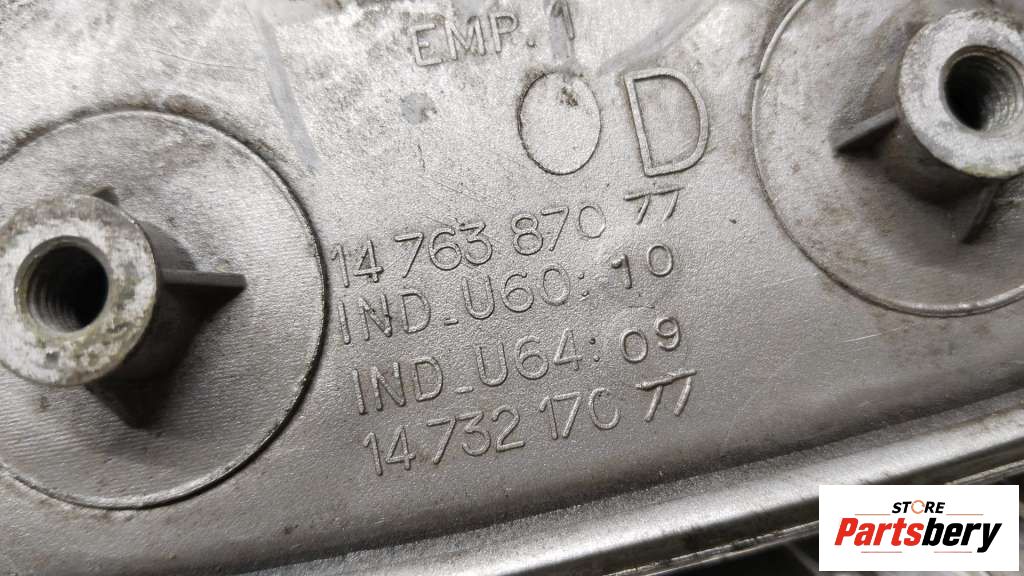 EMP. 1
D
14 763 870 77
IND_U60: 10
IND_U64: 09
14 732 170 77
STORE
Partsbery